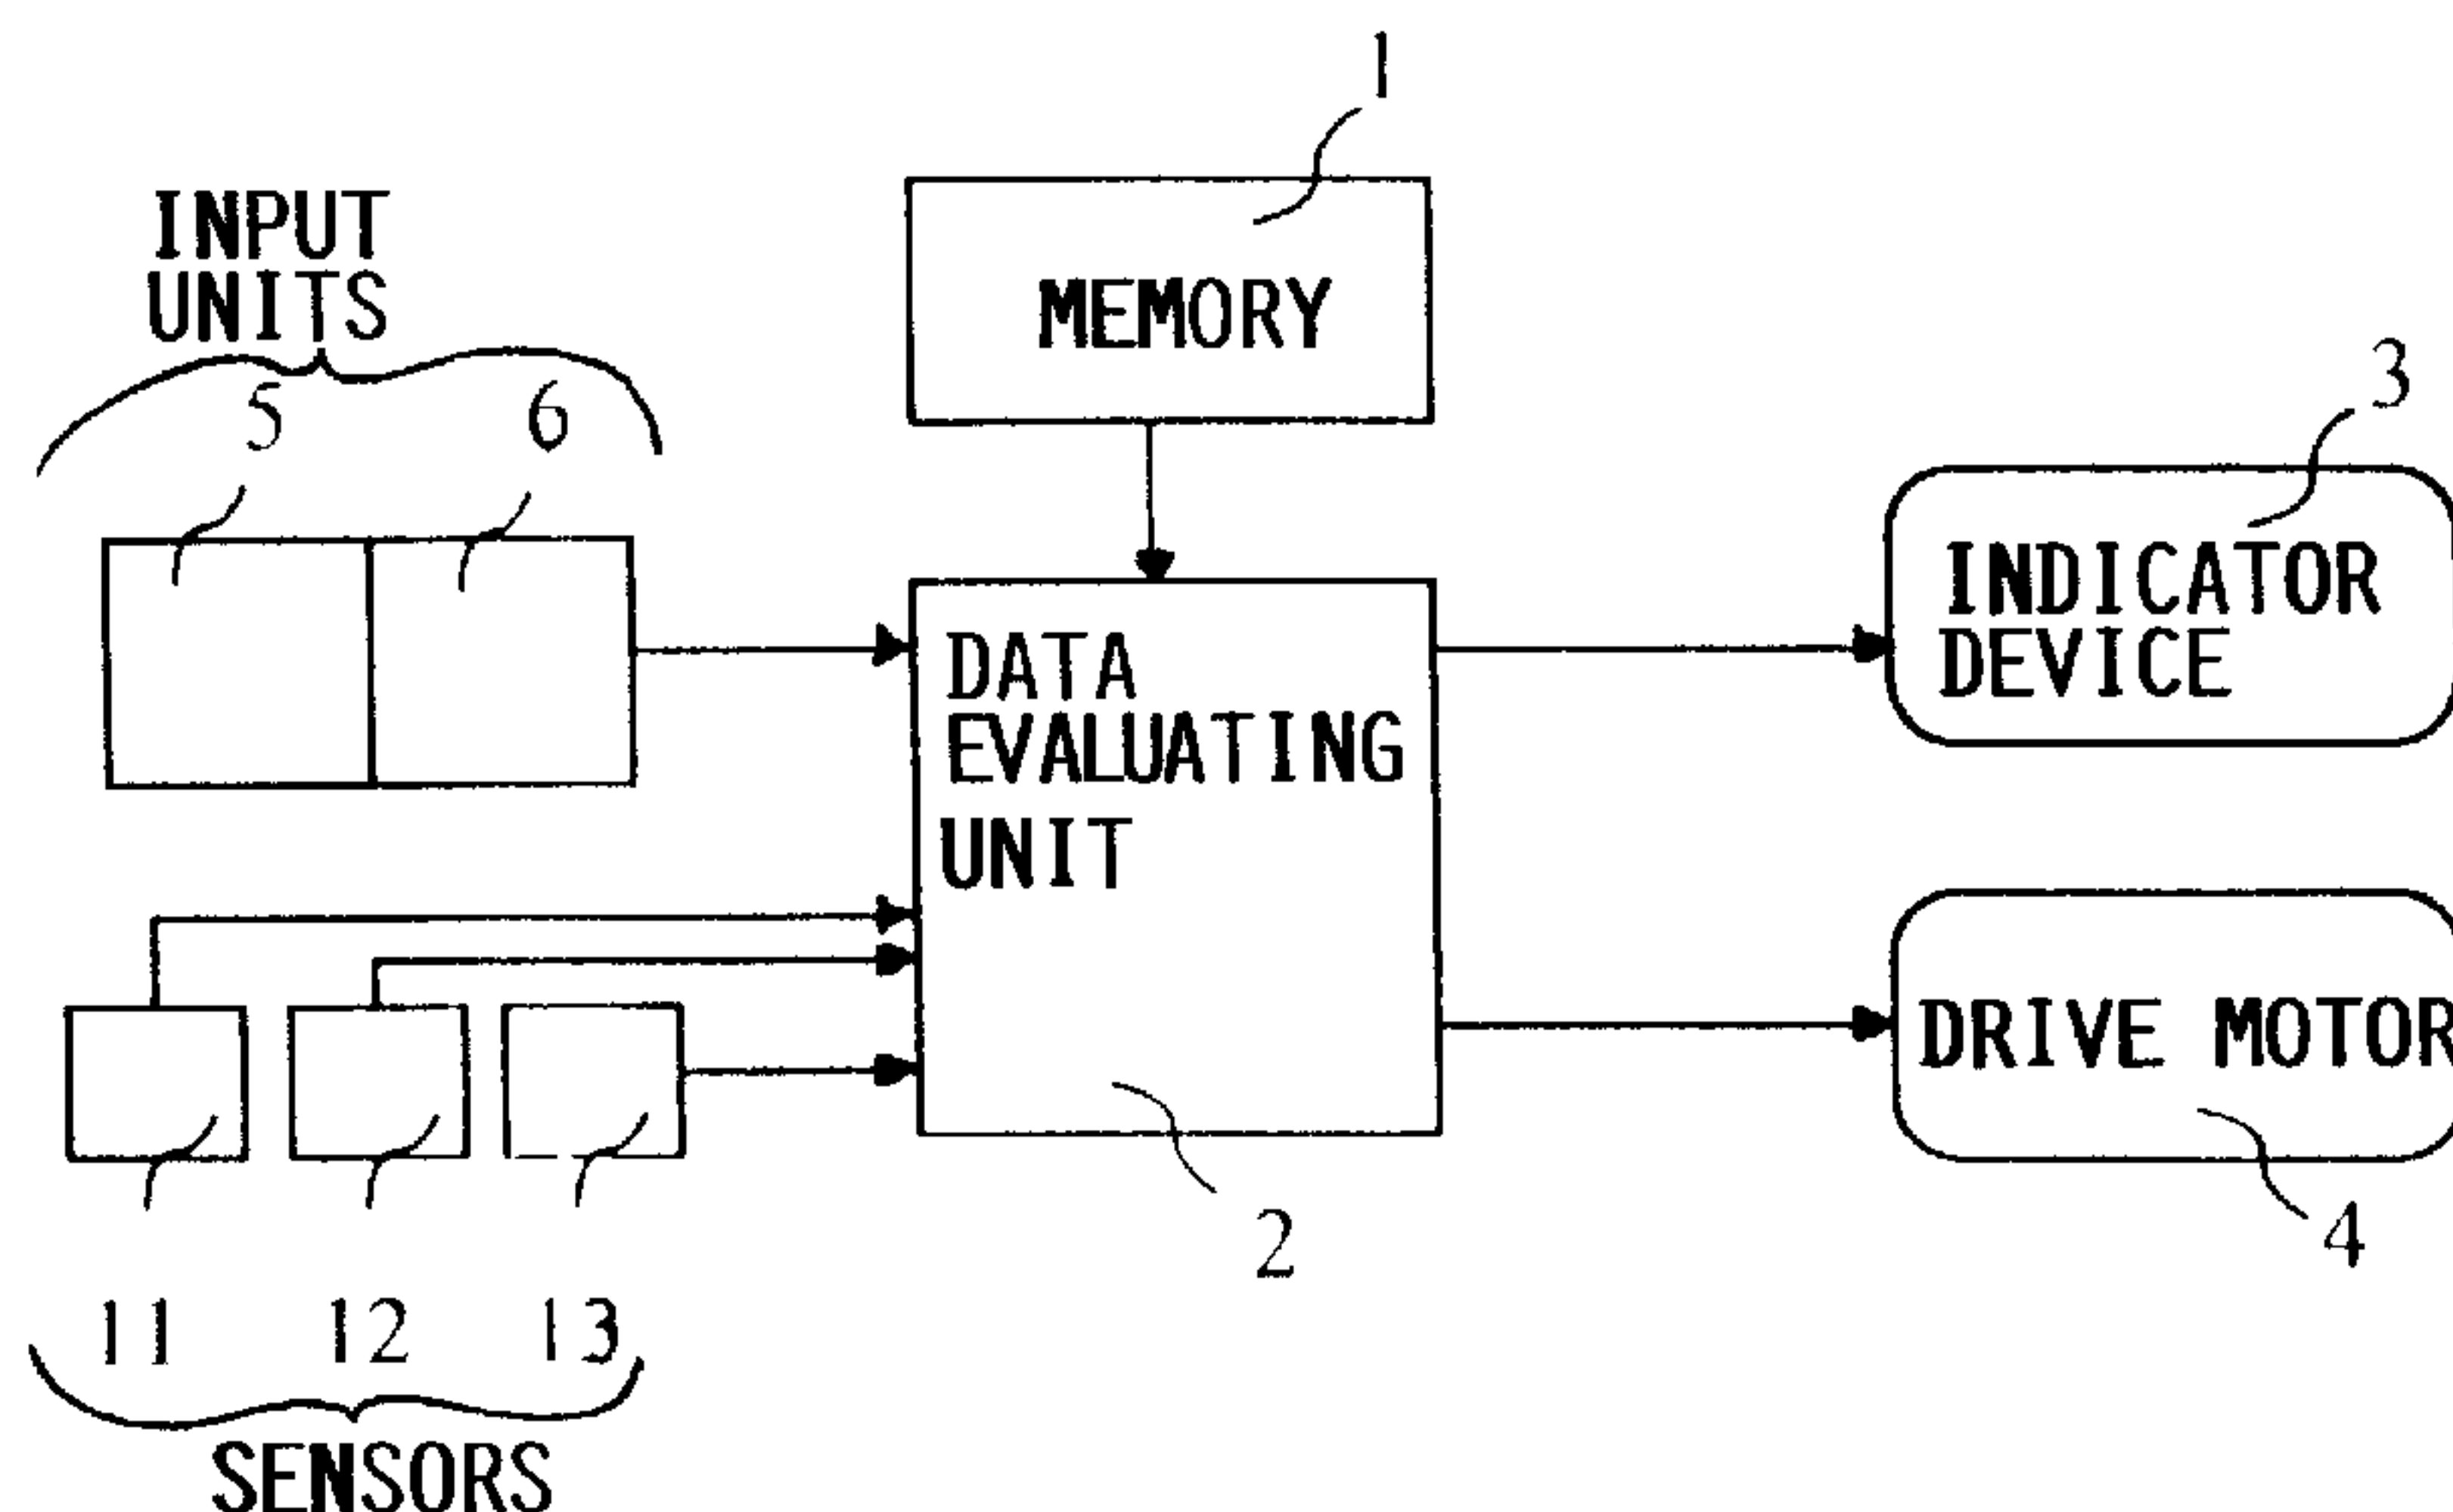 1
INPUT
UNITS
MEMORY
3
5 6
INDICATOR
DEVICE
DATA
EVALUATING
UNIT
DRIVE MOTOR
2
4
11 12 13
SENSORS